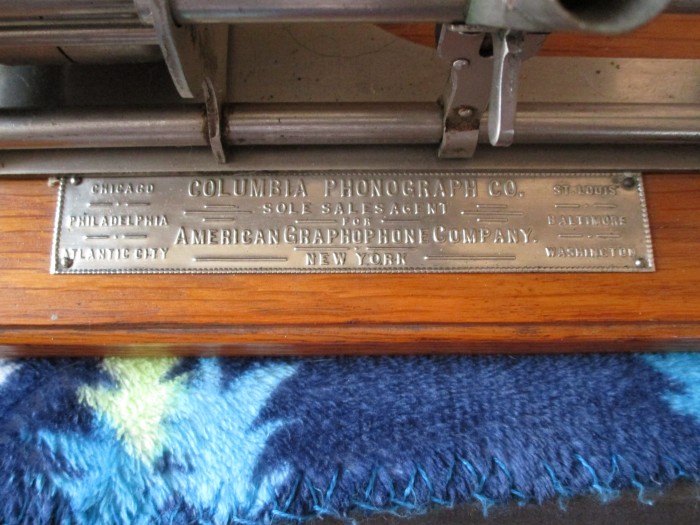 CHICAGO
PHILADELPHIA
ATLANTIC CITY
COLUMBIA PHONOGRAPH CO.
SOLE SALES AGENT
FOR
AMERICAN GRAPHOPHONE COMPANY.
NEW YORK
ST. LOUIS
BALTIMORE
WASHINGTON